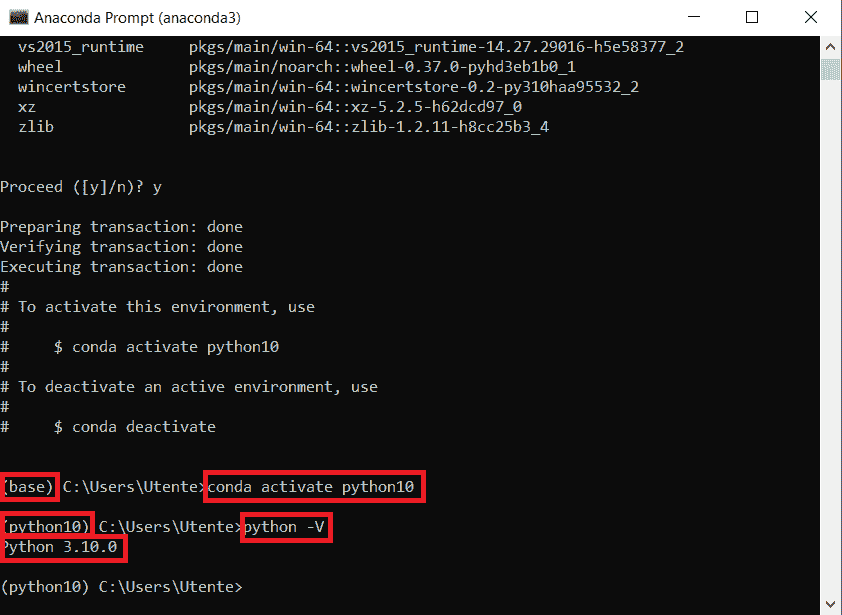 Anaconda Prompt (anaconda3)
vs2015_runtime     pkgs/main/win-64::vs2015_runtime-14.27.29016-h5e58377_2
wheel              pkgs/main/noarch::wheel-0.37.0-pyhd3eb1b0_1
wincertstore       pkgs/main/win-64::wincertstore-0.2-py310haa95532_2
xz                 pkgs/main/win-64::xz-5.2.5-h62dcd97_0
zlib               pkgs/main/win-64::zlib-1.2.11-h8cc25b3_4
Proceed ([y]/n)? y
Preparing transaction: done
Verifying transaction: done
Executing transaction: done
#
# To activate this environment, use
#
#     $ conda activate python10
#
# To deactivate an active environment, use
#
#     $ conda deactivate
(base) C:\Users\Utente>conda activate python10
(python10) C:\Users\Utente>python -V
Python 3.10.0
(python10) C:\Users\Utente>